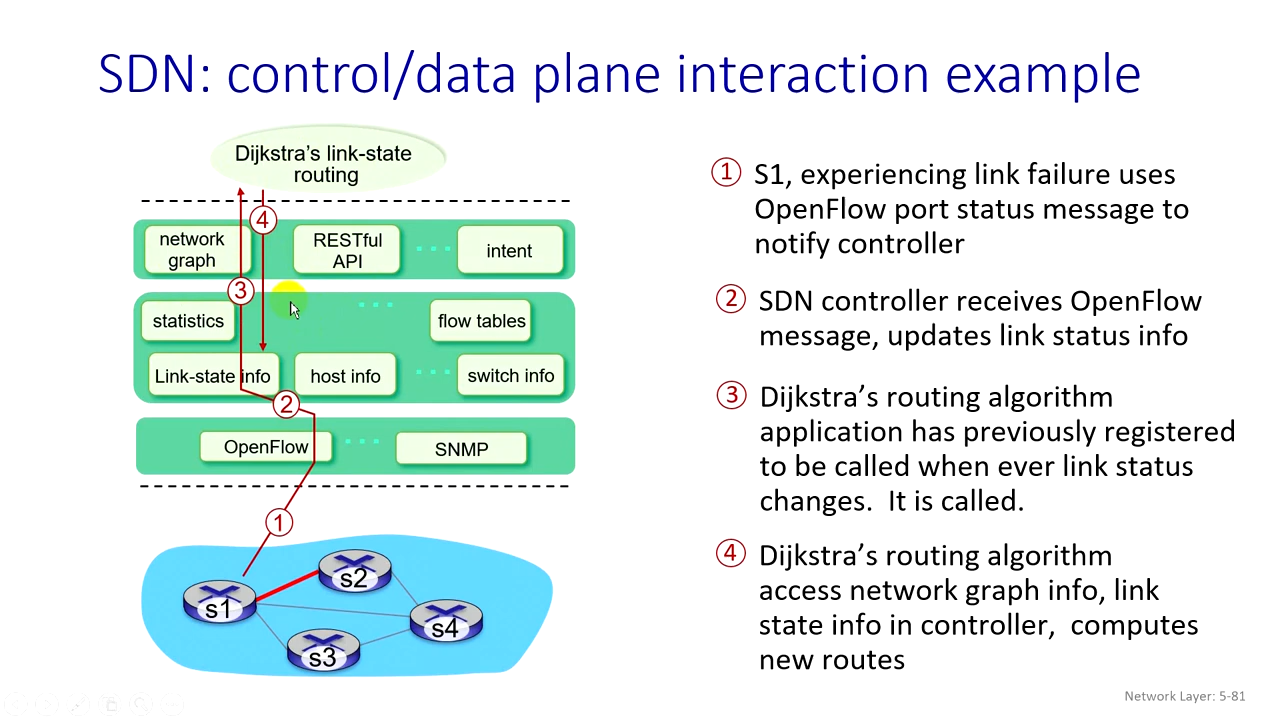 SDN: control/data plane interaction example
Dijkstra's link-state
routing
4
network
graph
RESTful
API
intent
3
statistics
flow tables
Link-state info
host info
switch info
2
OpenFlow
SNMP
1
s2
s1
s4
s3
1 S1, experiencing link failure uses
OpenFlow port status message to
notify controller
2 SDN controller receives OpenFlow
message, updates link status info
3 Dijkstra's routing algorithm
application has previously registered
to be called when ever link status
changes. It is called.
4 Dijkstra's routing algorithm
access network graph info, link
state info in controller, computes
new routes
Network Layer: 5-81